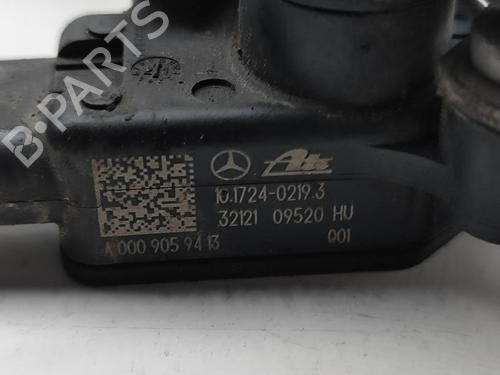 B-PARTS
Ate
10.1724-0219.3
32121 09520 HU
A 000 905 94 13 001